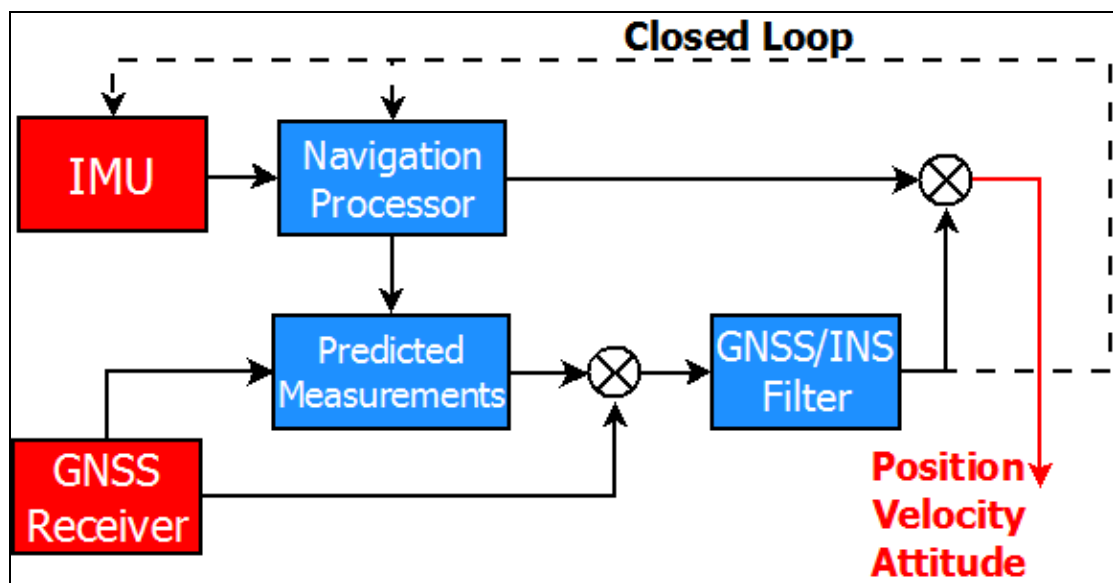 Closed Loop
IMU
Navigation
Processor
Predicted
Measurements
GNSS/INS
Filter
GNSS
Receiver
Position
Velocity
Attitude